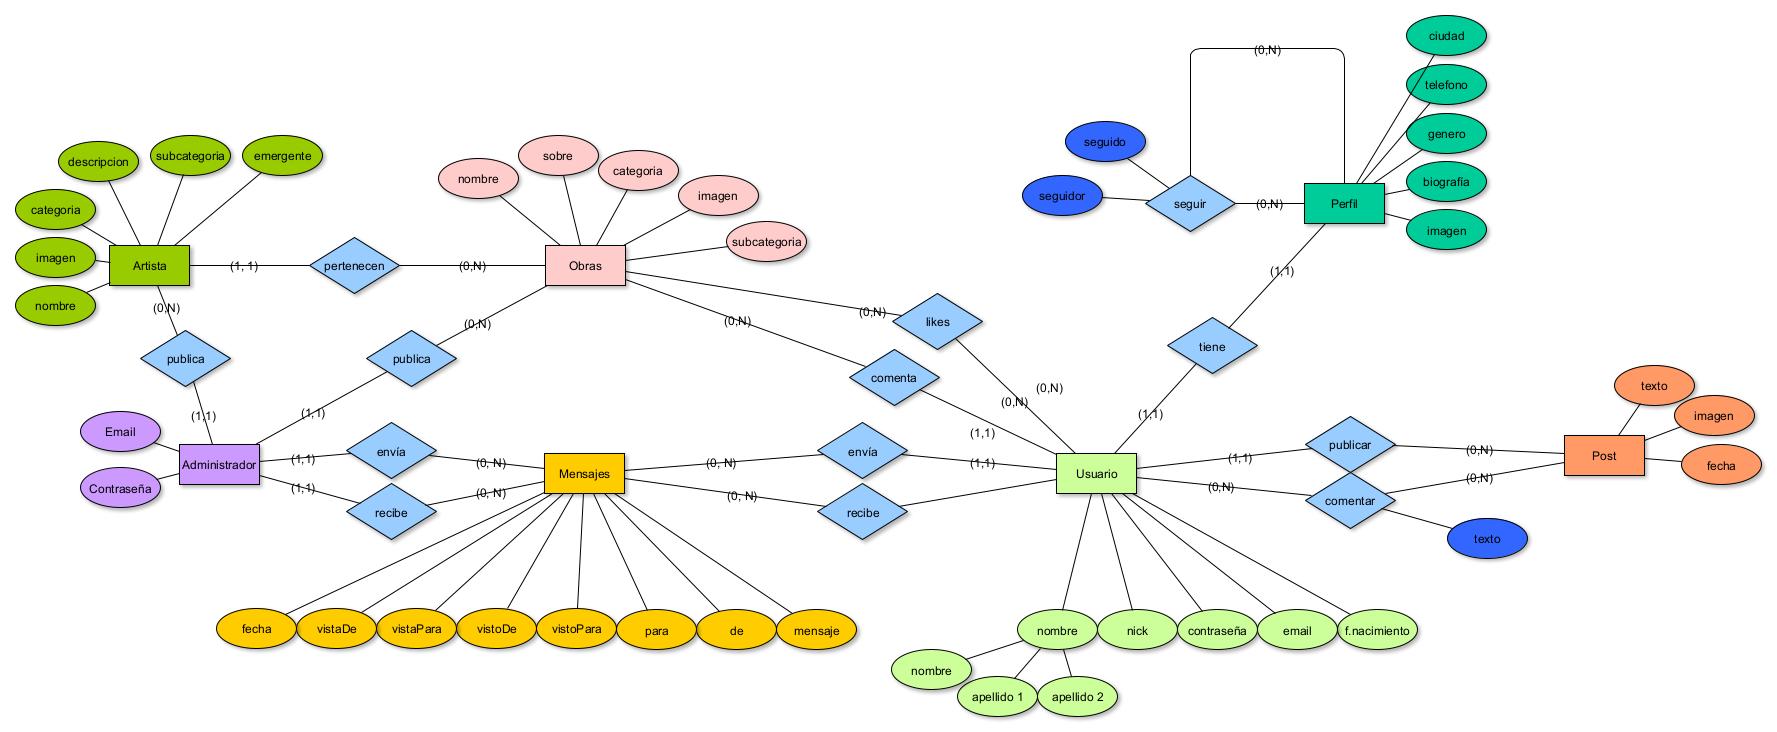 ciudad
(0,N)
telefono
genero
seguido
descripcion
subcategoria
emergente
sobre
categoria
nombre
biografia
seguidor
imagen
seguir
(0,N)
Perfil
categoria
imagen
subcategoria
imagen
Artista
(1, 1)
pertenecen
(0,N)
Obras
(1,1)
nombre
(0,N)
(0,N)
(0,N)
(0,N)
likes
tiene
publica
publica
comenta
(0,N)
texto
(0,N)
(1,1)
(1,1)
(1,1)
imagen
Email
(1,1)
publicar
(0,N)
Post
envía
envía
Administrador
(1,1)
(0, N)
Mensajes
(0, N)
(1,1)
Usuario
(1,1)
fecha
Contraseña
(1,1)
(0, N)
(0, N)
(0,N)
(0,N)
comentar
recibe
recibe
texto
fecha
vistaDe
vistaPara
vistoDe
vistoPara
para
de
mensaje
nombre
nick
contraseña
email
f.nacimiento
nombre
apellido 1
apellido 2